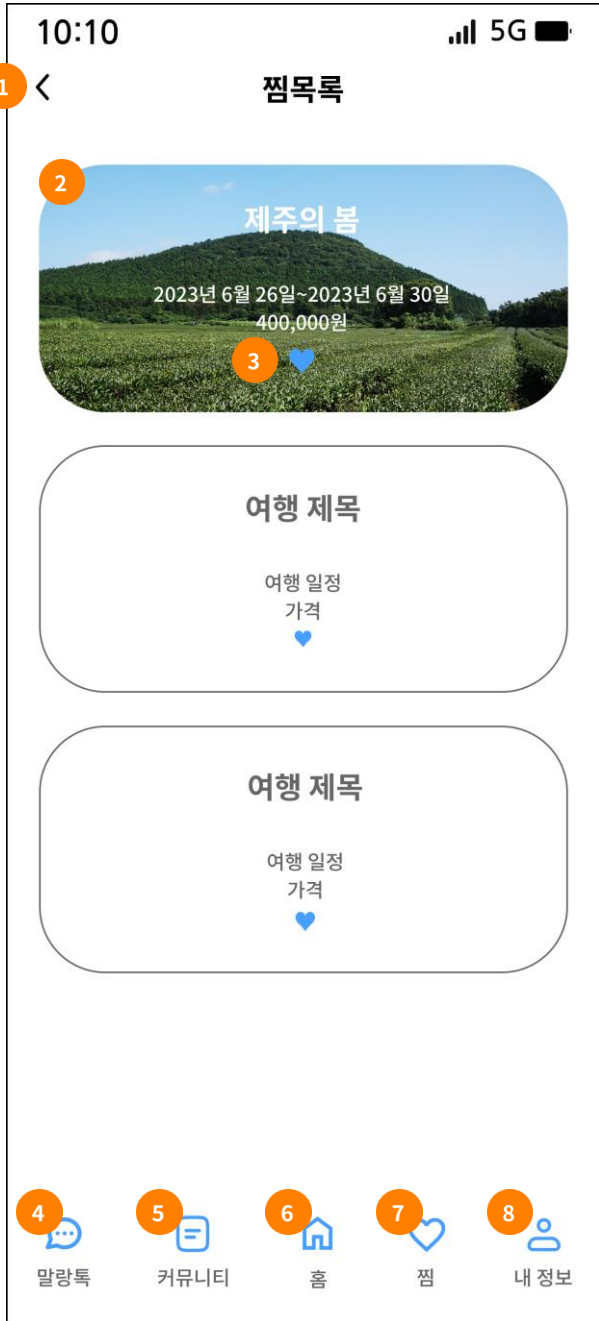 10:10 5G
1
찜목록
2
제주의 봄
2023년 6월 26일~2023년 6월 30일
400,000원
3
여행 제목
여행 일정
가격
여행 제목
여행 일정
가격
4 5 6 7 8
말랑톡 커뮤니티 홈 찜 내 정보